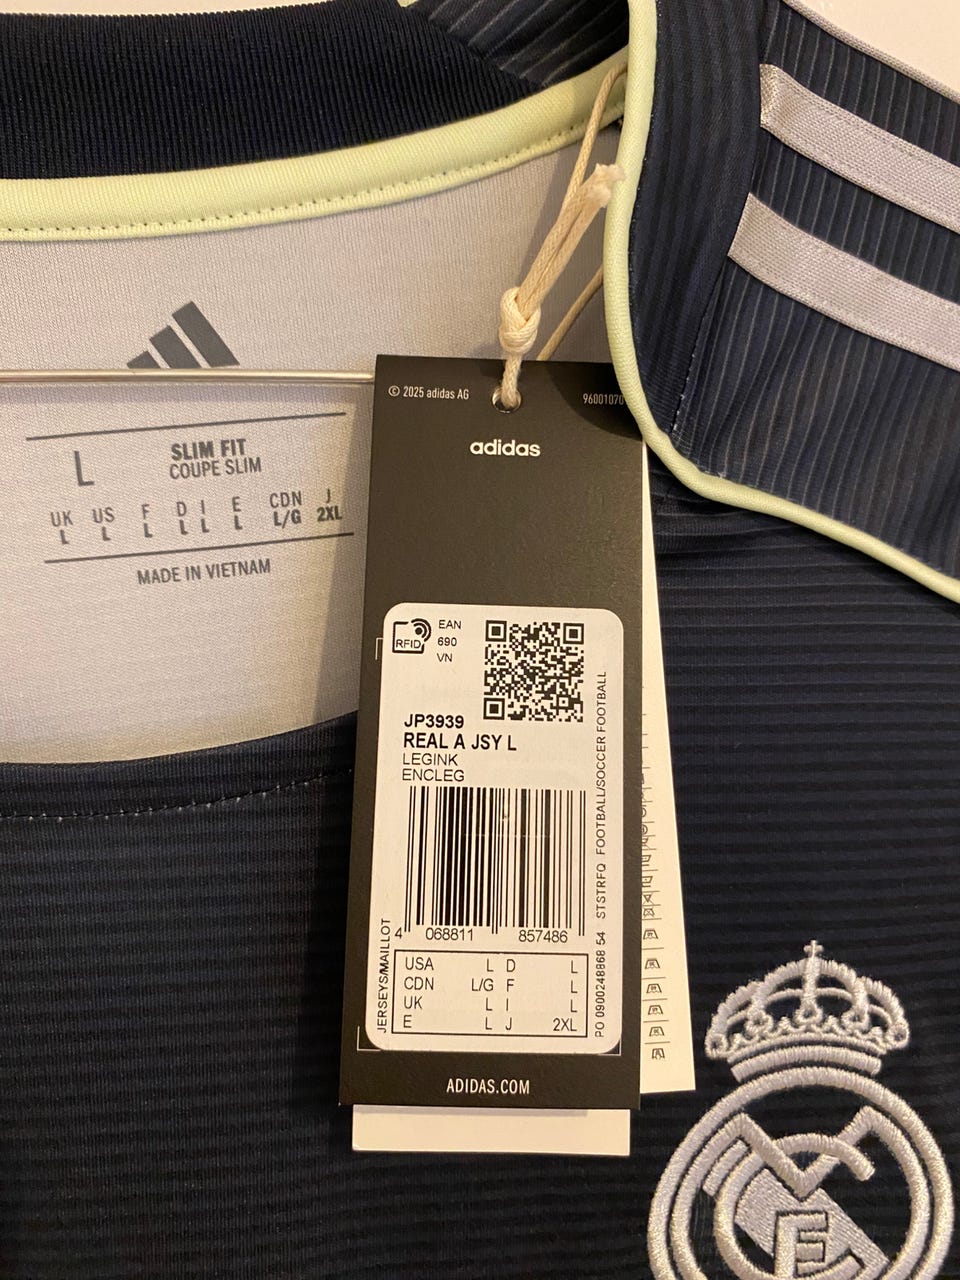 L
SLIM FIT
COUPE SLIM
UK US F D I E CDN J
L L L L L L L/G 2XL
MADE IN VIETNAM
© 2025 adidas AG 96001070
adidas
RFID
EAN
690
VN
JP3939
REAL A JSY L
LEGINK
ENCLEG
4 068811 857486
JERSEYS/MAILLOT
PO 0900248868 54 STSTRFQ FOOTBALL/SOCCER FOOTBALL
USA L D L
CDN L/G F L
UK L I L
E L J 2XL
ADIDAS.COM